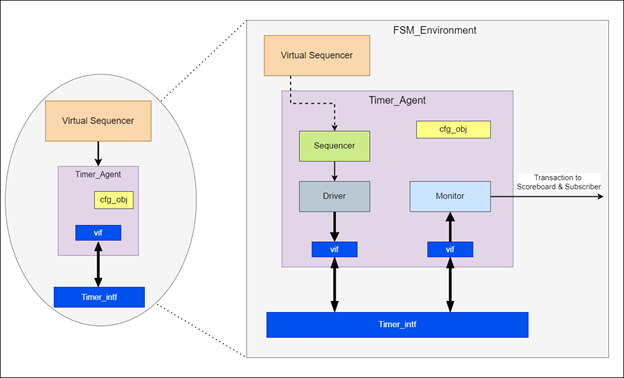 Virtual Sequencer
Timer_Agent
cfg_obj
vif
Timer_intf
FSM_Environment
Virtual Sequencer
Timer_Agent
cfg_obj
Sequencer
Driver
Monitor
Transaction to
Scoreboard & Subscriber
vif
vif
Timer_intf